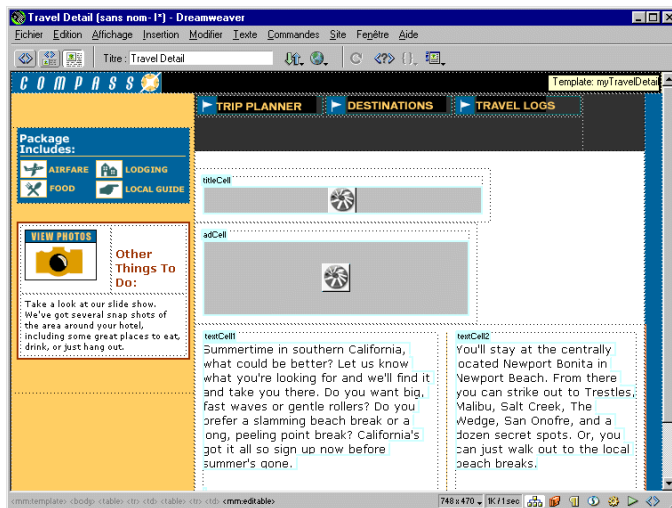 Travel Detail (sans nom-1*) - Dreamweaver
Fichier Edition Affichage Insertion Modifier Texte Commandes Site Fenêtre Aide
Titre : Travel Detail
COMPASS
Template: myTravelDetail
TRIP PLANNER DESTINATIONS TRAVEL LOGS
Package
Includes:
AIRFARE LODGING
FOOD LOCAL GUIDE
titleCell
adCell
VIEW PHOTOS
Other
Things To
Do:
Take a look at our slide show.
We've got several snap shots of
the area around your hotel,
including some great places to eat,
drink, or just hang out.
textCell1
Summertime in southern California,
what could be better? Let us know
what you're looking for and we'll find it
and take you there. Do you want big,
fast waves or gentle rollers? Do you
prefer a slamming beach break or a
long, peeling point break? California's
got it all so sign up now before
summer's gone.
textCell2
You'll stay at the centrally
located Newport Bonita in
Newport Beach. From there
you can strike out to Trestles,
Malibu, Salt Creek, The
Wedge, San Onofre, and a
dozen secret spots. Or, you
can just walk out to the local
beach breaks.
<mm:template> <body> <table> <tr> <td> <table> <tr> <td> <mm:editable>
748 x 470 1K / 1 sec